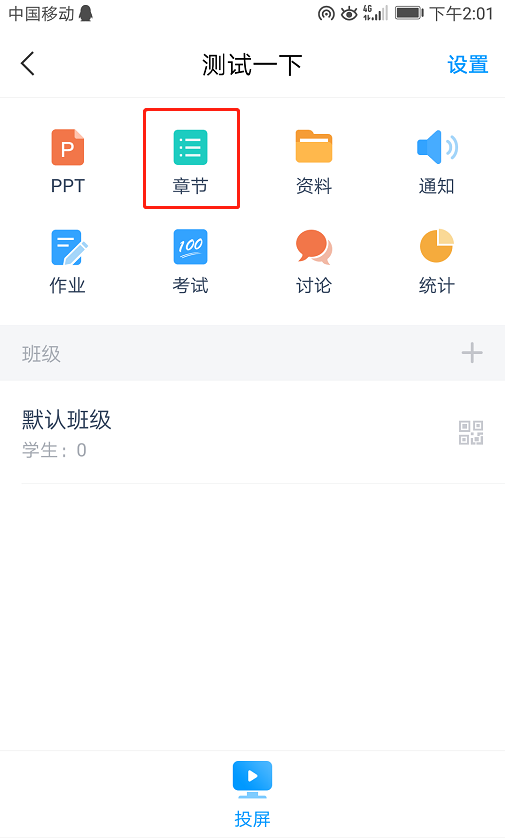 中国移动 4G 下午2:01
测试一下 设置
P
PPT 章节 资料 通知
100
作业 考试 讨论 统计
班级
默认班级
学生：0
投屏